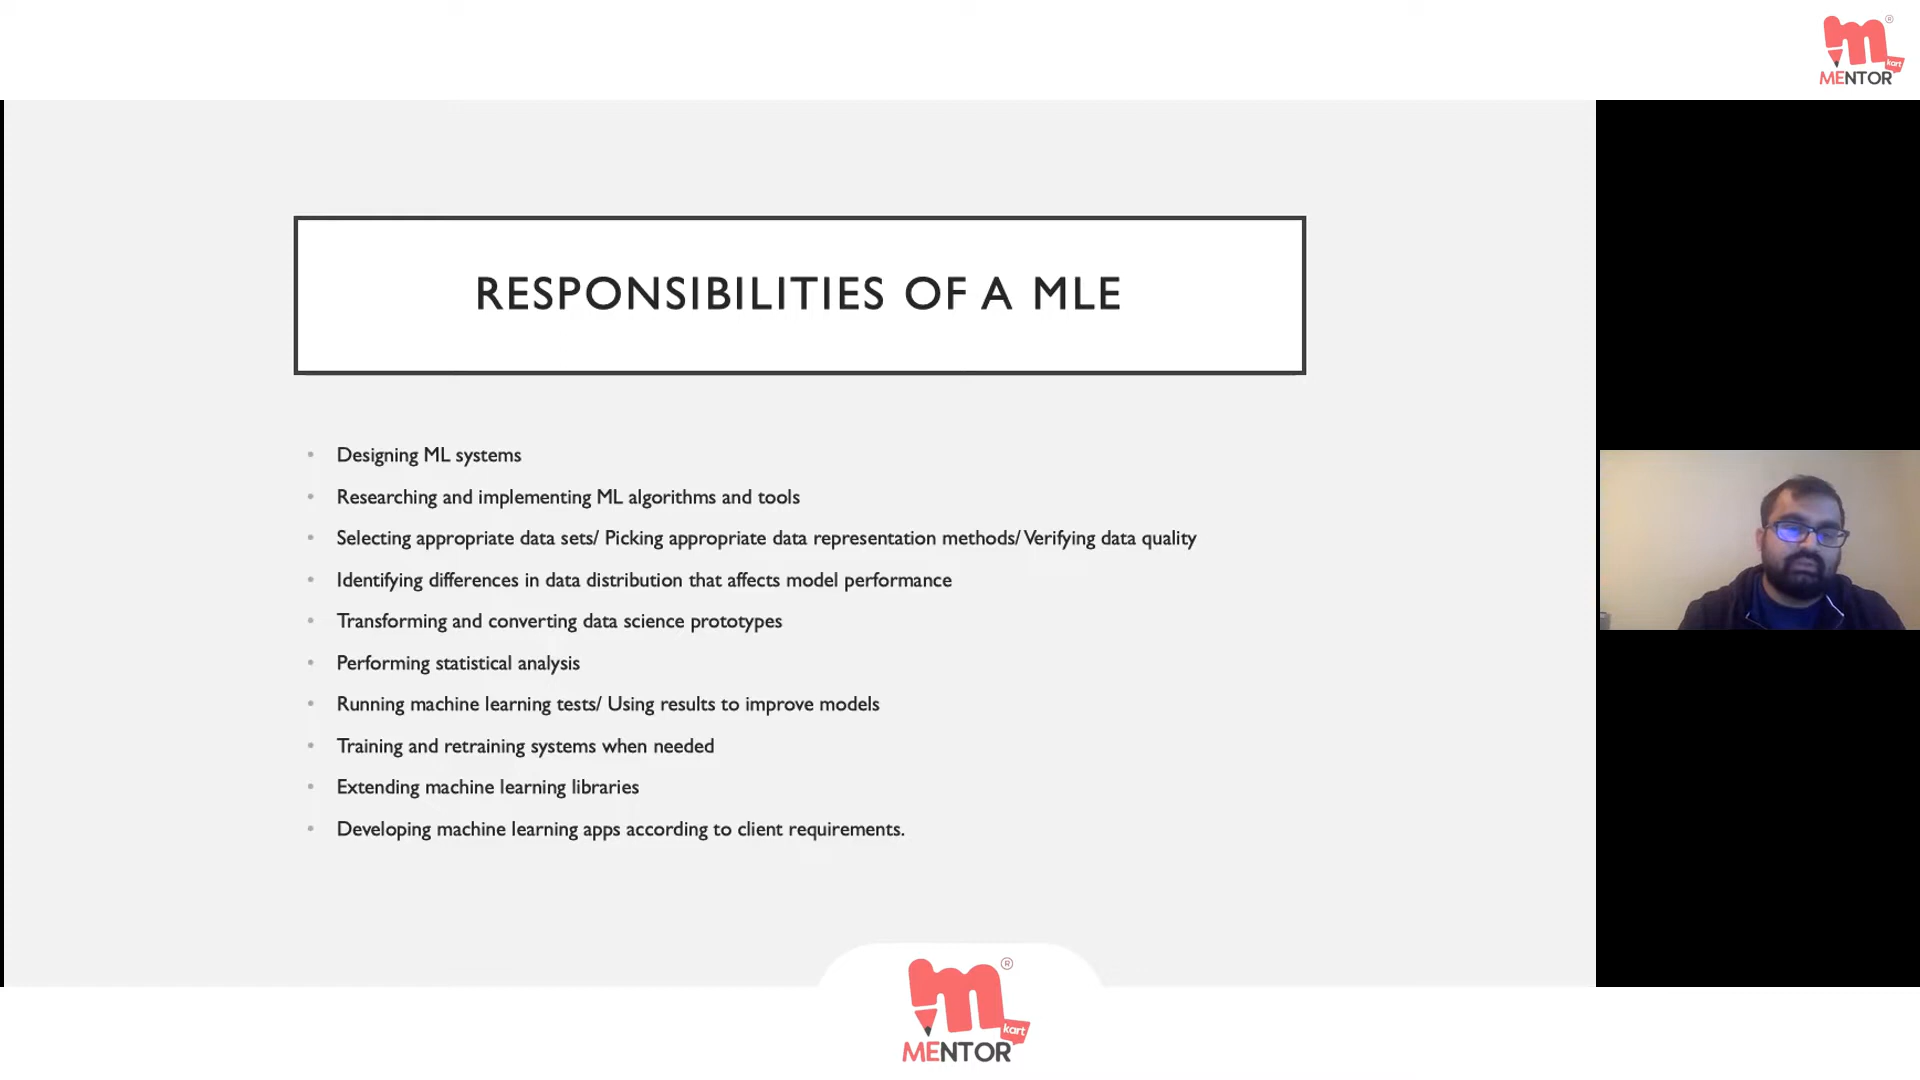 kart
MENTOR
RESPONSIBILITIES OF A MLE
• Designing ML systems
• Researching and implementing ML algorithms and tools
• Selecting appropriate data sets/ Picking appropriate data representation methods/ Verifying data quality
• Identifying differences in data distribution that affects model performance
• Transforming and converting data science prototypes
• Performing statistical analysis
• Running machine learning tests/ Using results to improve models
• Training and retraining systems when needed
• Extending machine learning libraries
• Developing machine learning apps according to client requirements.
®
kart
MENTOR